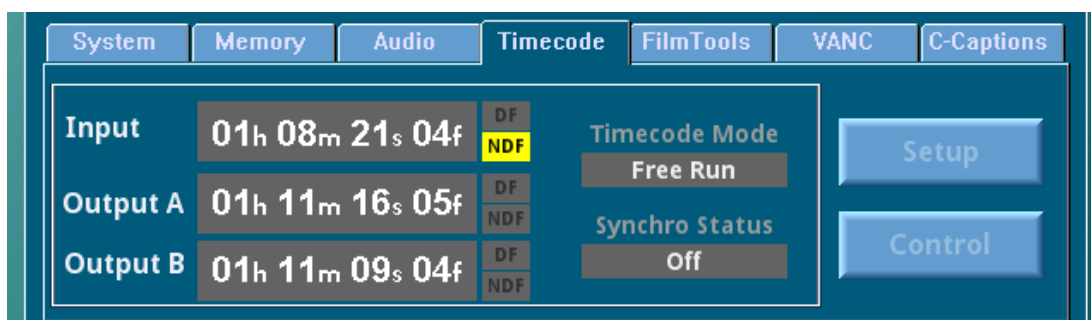 System Memory Audio Timecode FilmTools VANC C-Captions
Input 01h 08m 21s 04f DF
NDF
Timecode Mode
Free Run
Setup
Output A 01h 11m 16s 05f DF
NDF
Synchro Status
Off
Control
Output B 01h 11m 09s 04f DF
NDF